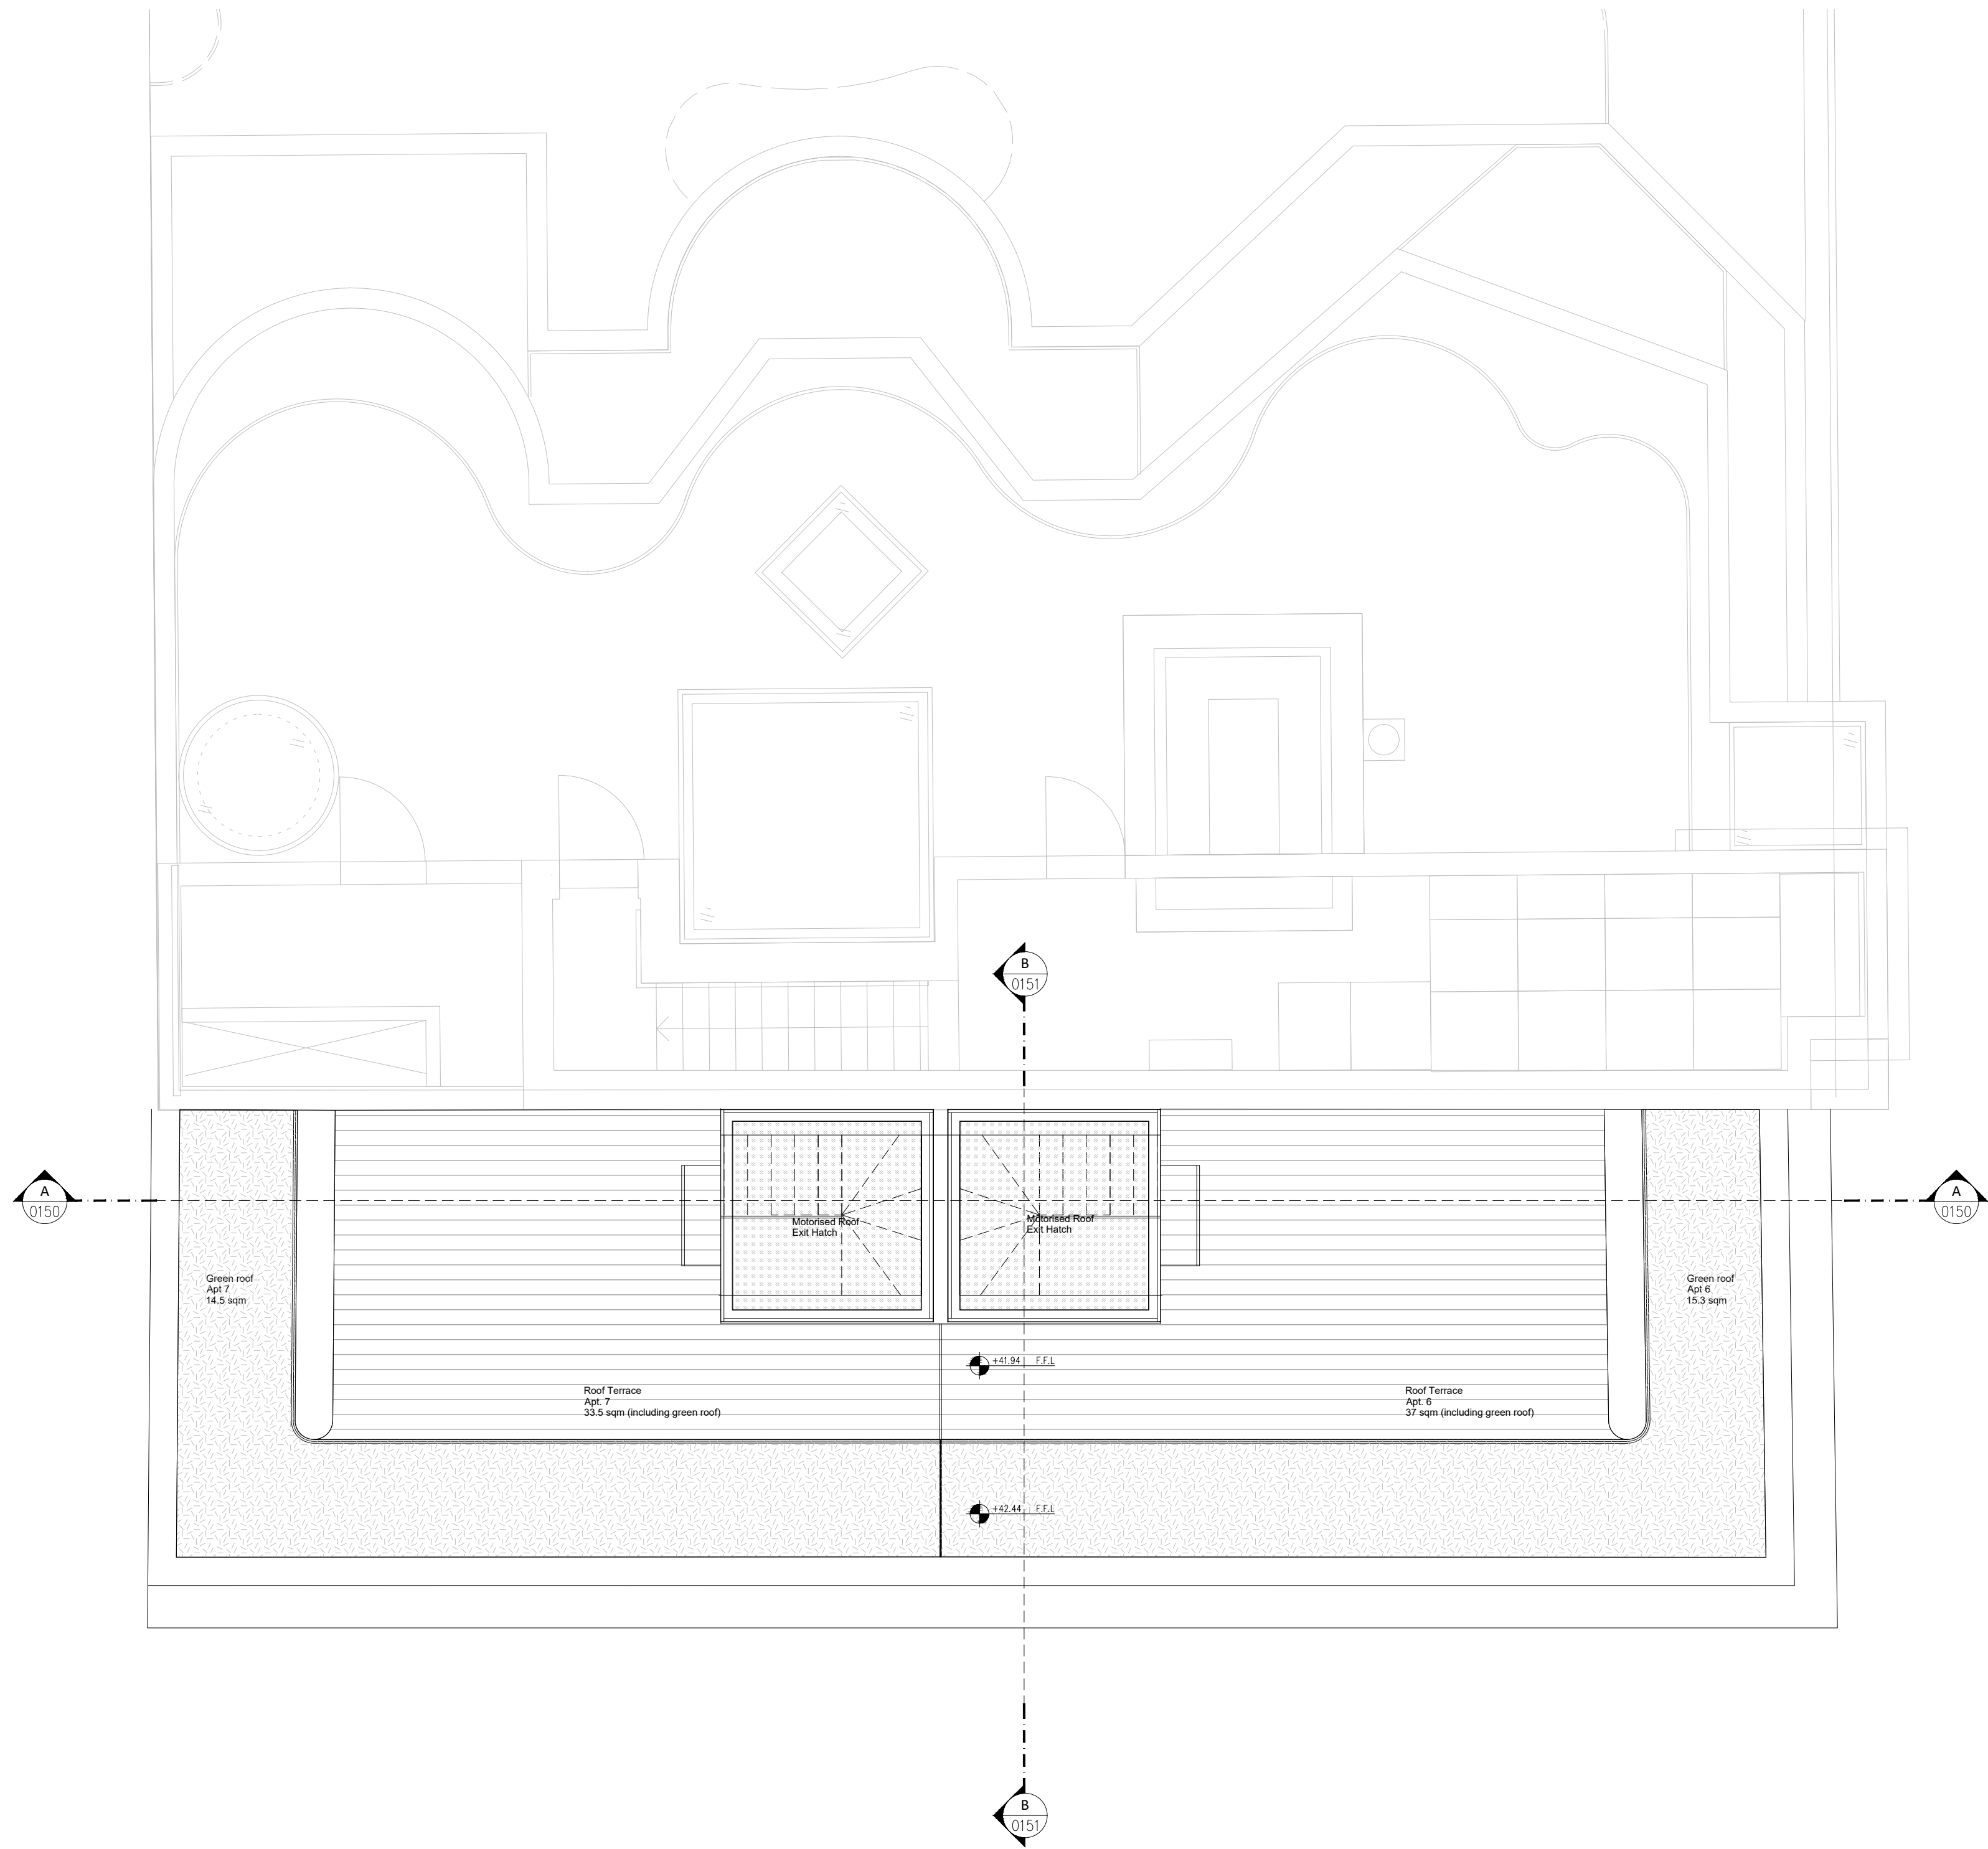 B
0151
A
0150
A
0150
Motorised Roof
Exit Hatch
Motorised Roof
Exit Hatch
Green roof
Apt 7
14.5 sqm
Green roof
Apt 6
15.3 sqm
+41.94 F.F.L
Roof Terrace
Apt. 7
33.5 sqm (including green roof)
Roof Terrace
Apt. 6
37 sqm (including green roof)
+42.44 F.F.L
B
0151